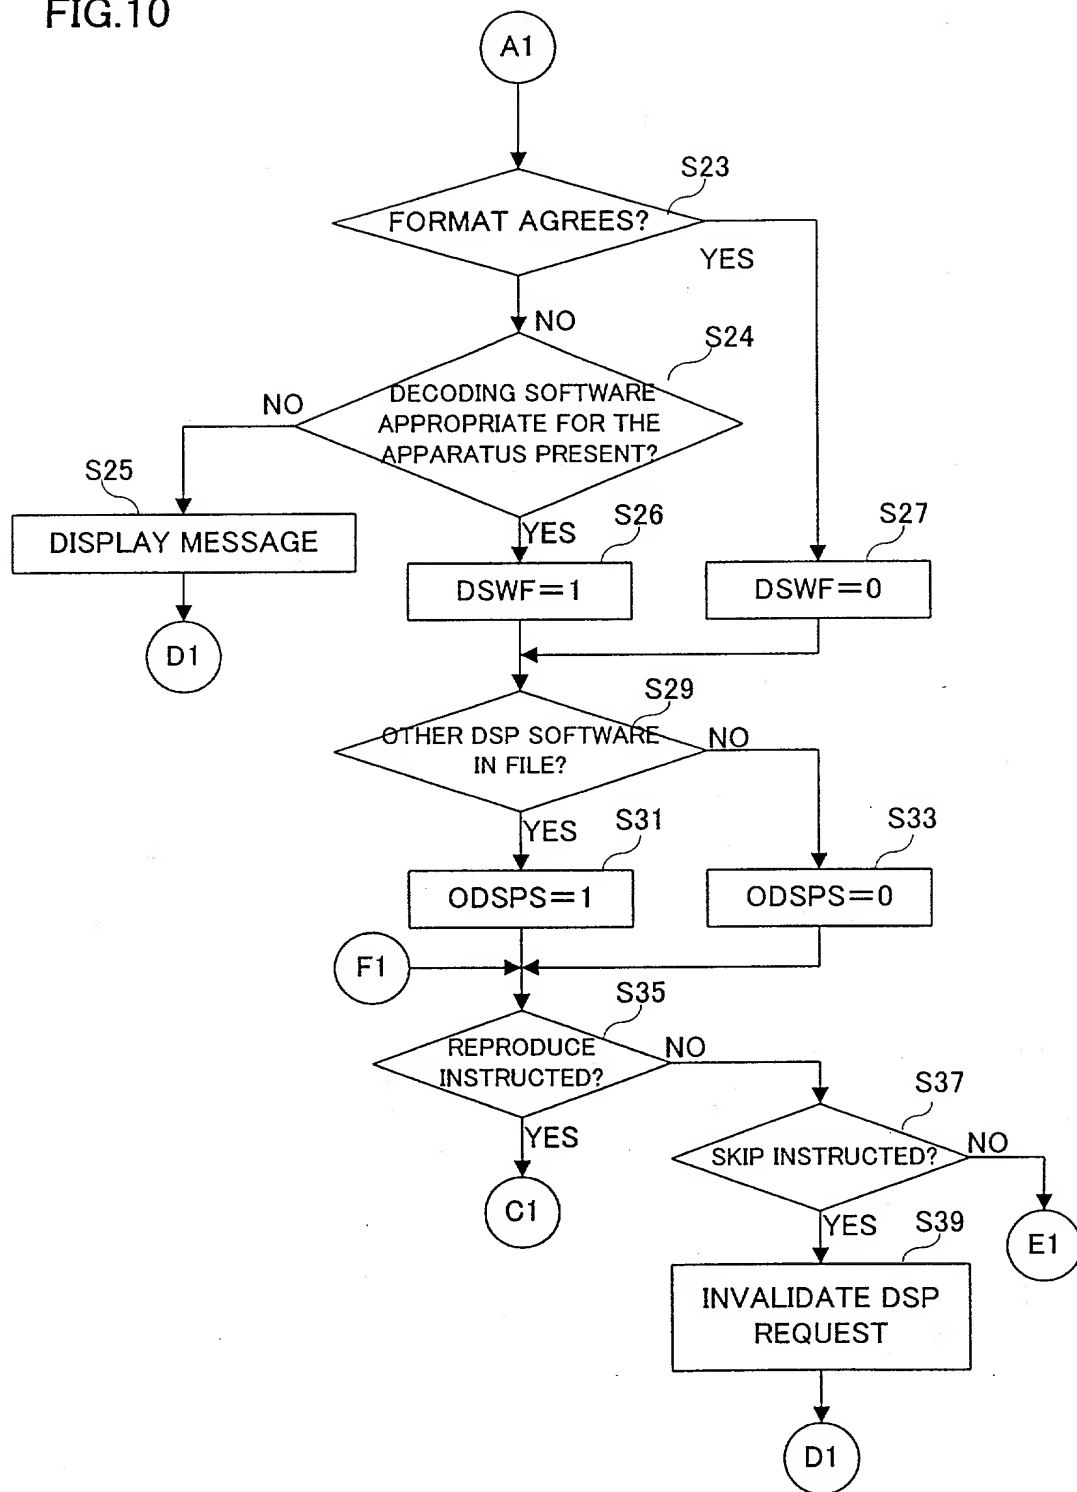 FIG.10
A1
S23
FORMAT AGREES?
YES
NO
S24
DECODING SOFTWARE
APPROPRIATE FOR THE
APPARATUS PRESENT?
NO
S25
DISPLAY MESSAGE
D1
YES
S26
DSWF=1
S27
DSWF=0
S29
OTHER DSP SOFTWARE
IN FILE?
NO
YES
S31
ODSPS=1
S33
ODSPS=0
F1
S35
REPRODUCE
INSTRUCTED?
NO
YES
C1
S37
SKIP INSTRUCTED?
NO
E1
YES
S39
INVALIDATE DSP
REQUEST
D1